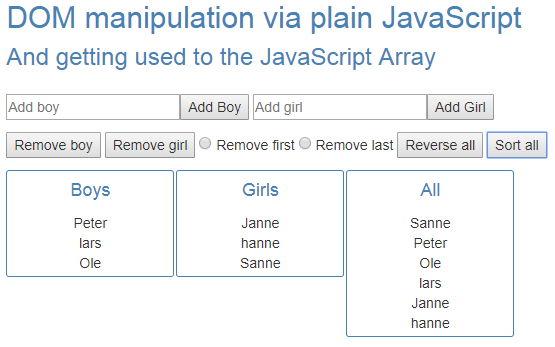 DOM manipulation via plain JavaScript
And getting used to the JavaScript Array
Add boy Add Boy Add girl Add Girl
Remove boy Remove girl Remove first Remove last Reverse all Sort all
Boys
Peter
lars
Ole
Girls
Janne
hanne
Sanne
All
Sanne
Peter
Ole
lars
Janne
hanne